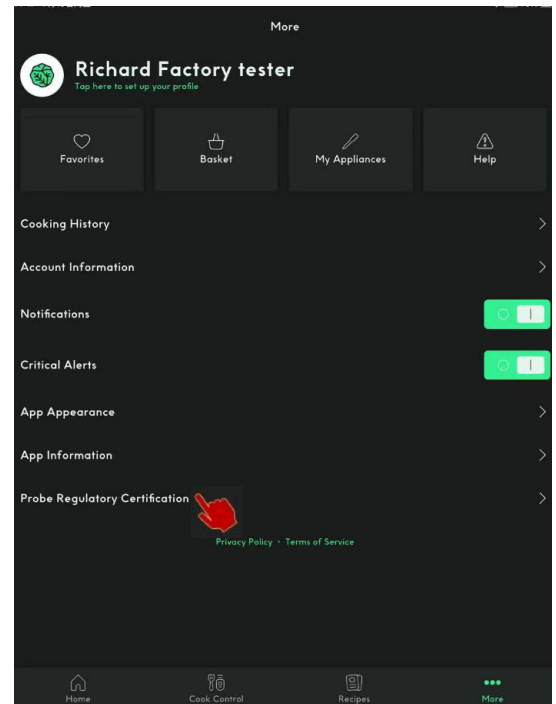 More
Richard Factory tester
Tap here to set up your profile
Favorites
Basket
My Appliances
Help
Cooking History
Account Information
Notifications
Critical Alerts
App Appearance
App Information
Probe Regulatory Certification
Privacy Policy • Terms of Service
Home
Cook Control
Recipes
More